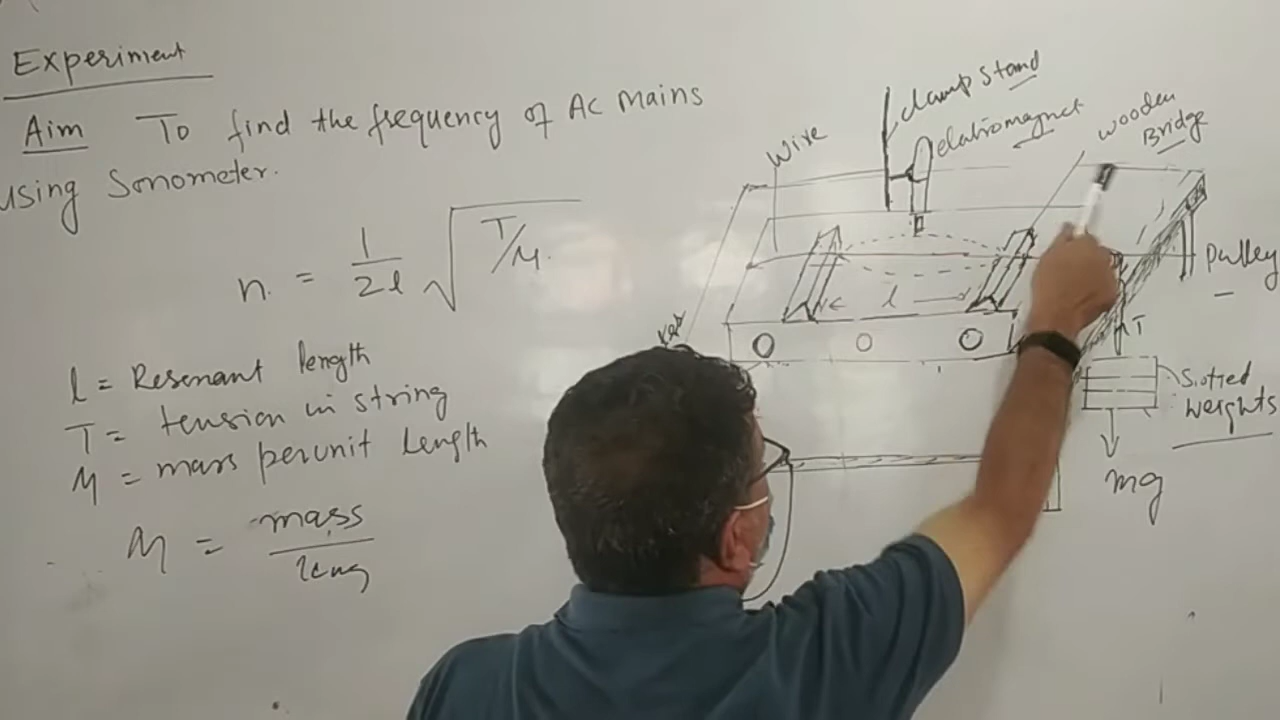 Experiment
Aim To find the frequency of AC Mains
using Sonometer.
n = 1/2l √T/μ
l = Resonant length
T = tension in string
μ = mass per unit length
μ = mass/leng
Wire
clamp stand
elatromagnet
wooden
Bridge
l
Pulley
T
Slotted
weights
mg